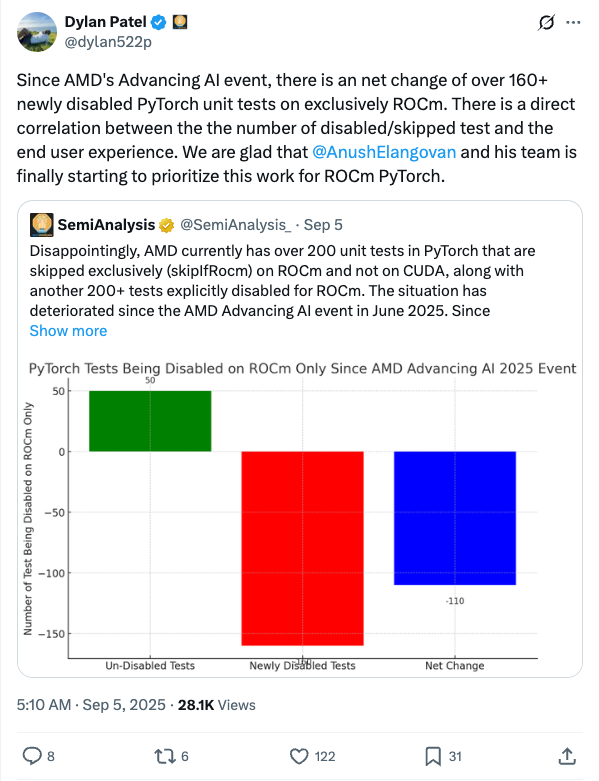 Dylan Patel
@dylan522p
Since AMD's Advancing AI event, there is an net change of over 160+
newly disabled PyTorch unit tests on exclusively ROCm. There is a direct
correlation between the the number of disabled/skipped test and the
end user experience. We are glad that @AnushElangovan and his team is
finally starting to prioritize this work for ROCm PyTorch.
SemiAnalysis @SemiAnalysis_ · Sep 5
Disappointingly, AMD currently has over 200 unit tests in PyTorch that are
skipped exclusively (skipIfRocm) on ROCm and not on CUDA, along with
another 200+ tests explicitly disabled for ROCm. The situation has
deteriorated since the AMD Advancing AI event in June 2025. Since
Show more
PyTorch Tests Being Disabled on ROCm Only Since AMD Advancing AI 2025 Event
Number of Test Being Disabled on ROCm Only
50
50
0
−50
−100
−150
-110
Un-Disabled Tests
Newly Disabled Tests
Net Change
5:10 AM · Sep 5, 2025 · 28.1K Views
8
6
122
31